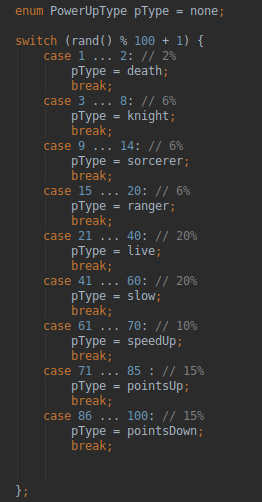 enum PowerUpType pType = none;
switch (rand() % 100 + 1) {
case 1 ... 2: // 2%
pType = death;
break;
case 3 ... 8: // 6%
pType = knight;
break;
case 9 ... 14: // 6%
pType = sorcerer;
break;
case 15 ... 20: // 6%
pType = ranger;
break;
case 21 ... 40: // 20%
pType = live;
break;
case 41 ... 60: // 20%
pType = slow;
break;
case 61 ... 70: // 10%
pType = speedUp;
break;
case 71 ... 85 : // 15%
pType = pointsUp;
break;
case 86 ... 100: // 15%
pType = pointsDown;
break;
};